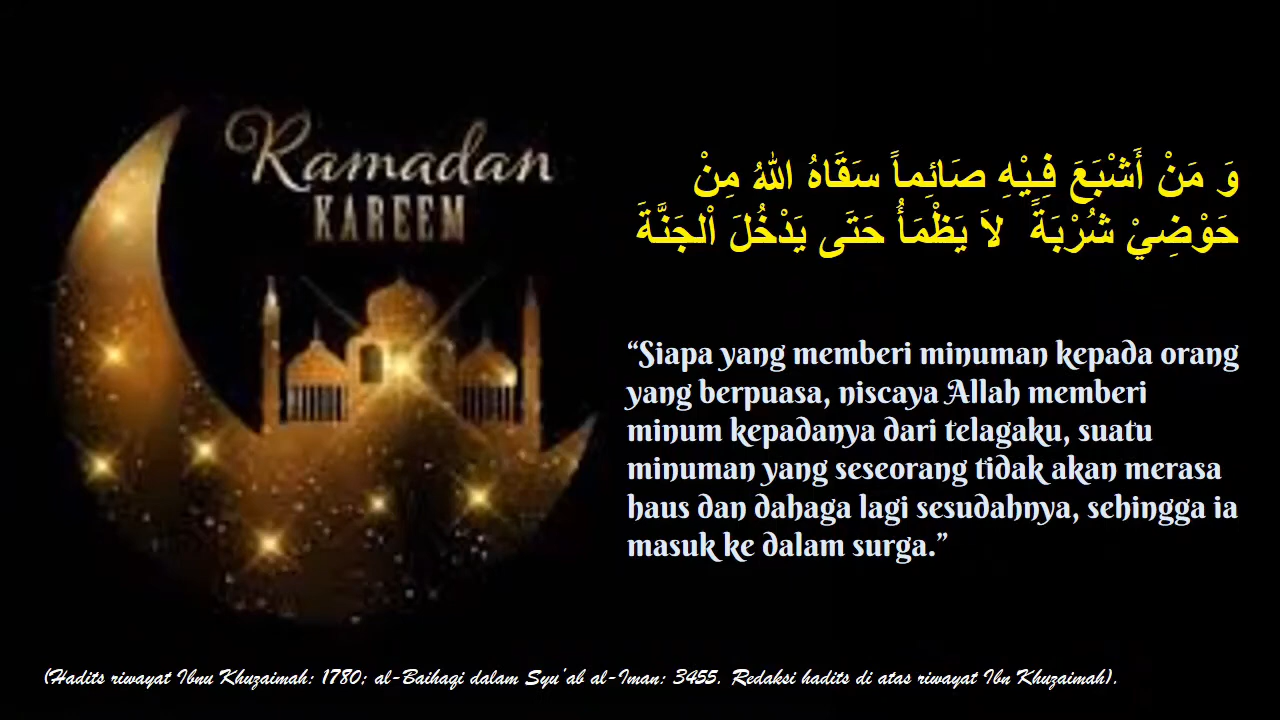 Ramadan
KAREEM
وَ مَنْ أَشْبَعَ فِيْهِ صَائِماً سَقَاهُ اللهُ مِنْ
حَوْضِيْ شُرْبَةً لاَ يَظْمَأُ حَتَى يَدْخُلَ اْلجَنَّةَ
“Siapa yang memberi minuman kepada orang
yang berpuasa, niscaya Allah memberi
minum kepadanya dari telagaku, suatu
minuman yang seseorang tidak akan merasa
haus dan dahaga lagi sesudahnya, sehingga ia
masuk ke dalam surga.”
(Hadits riwayat Ibnu Khuzaimah: 1780; al-Baihaqi dalam Syu'ab al-Iman: 3455. Redaksi hadits di atas riwayat Ibn Khuzaimah).